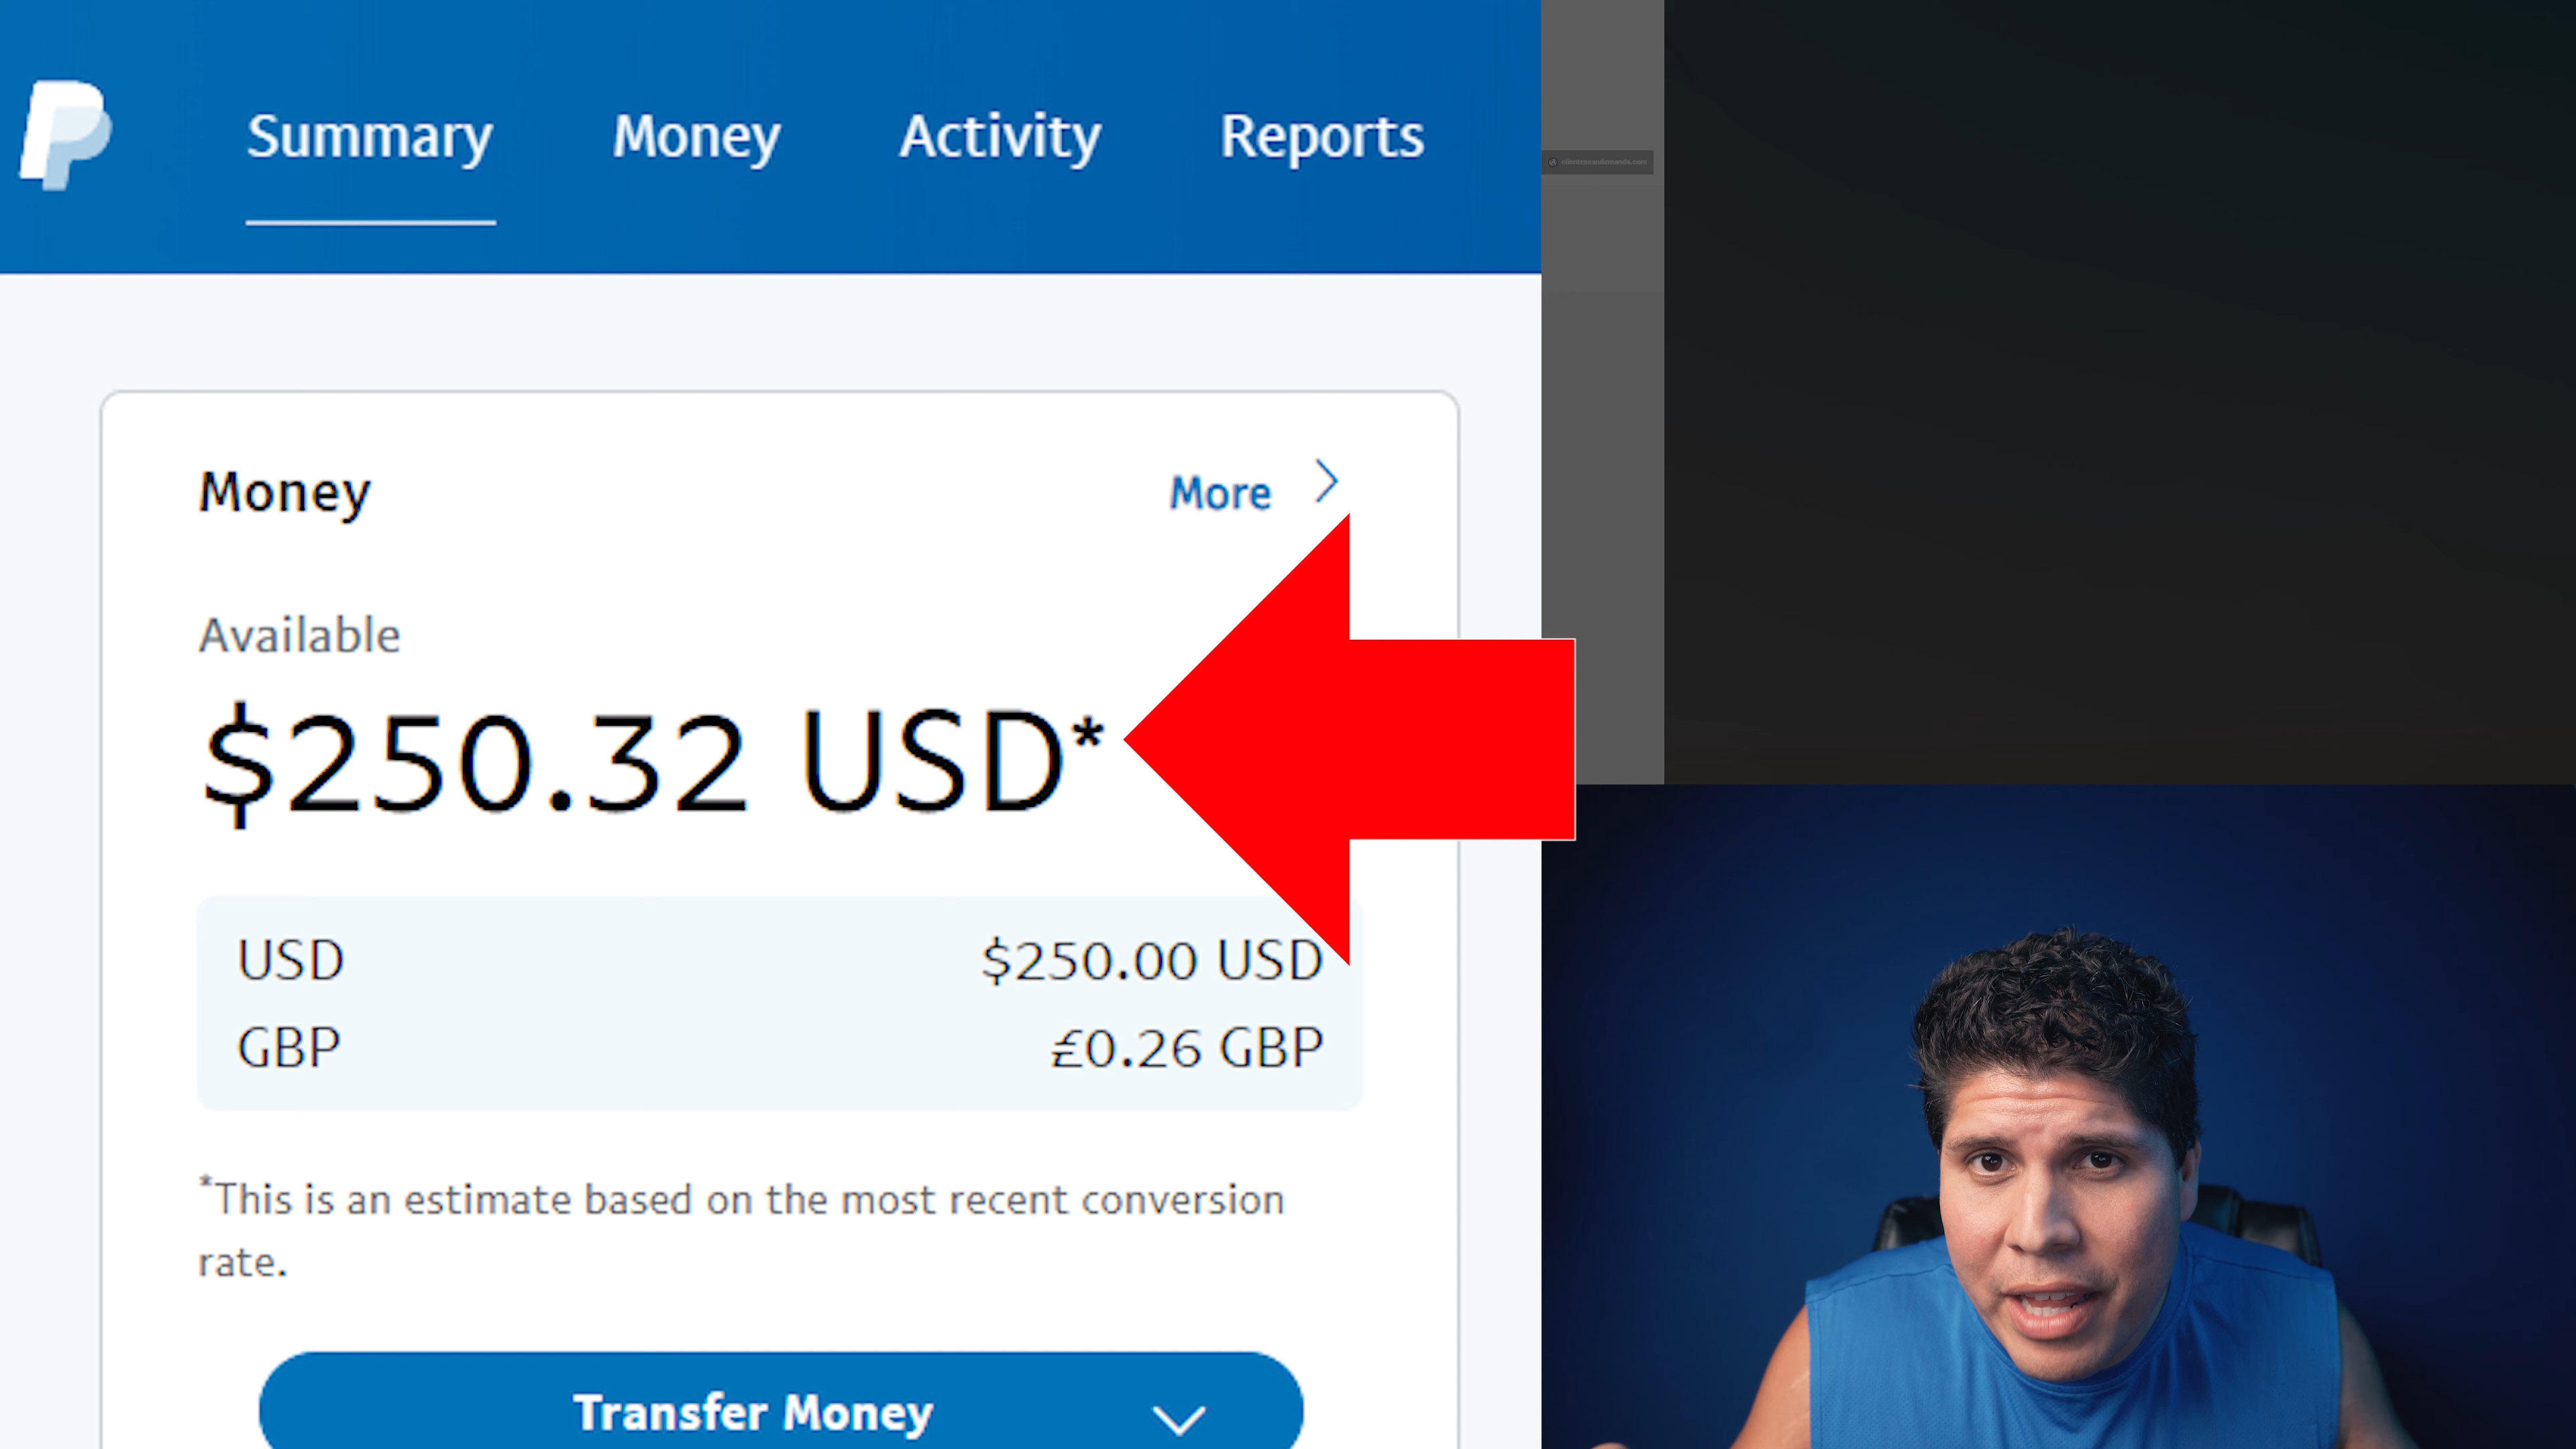 Summary Money Activity Reports
Money More
Available
$250.32 USD*
USD $250.00 USD
GBP £0.26 GBP
*This is an estimate based on the most recent conversion
rate.
Transfer Money